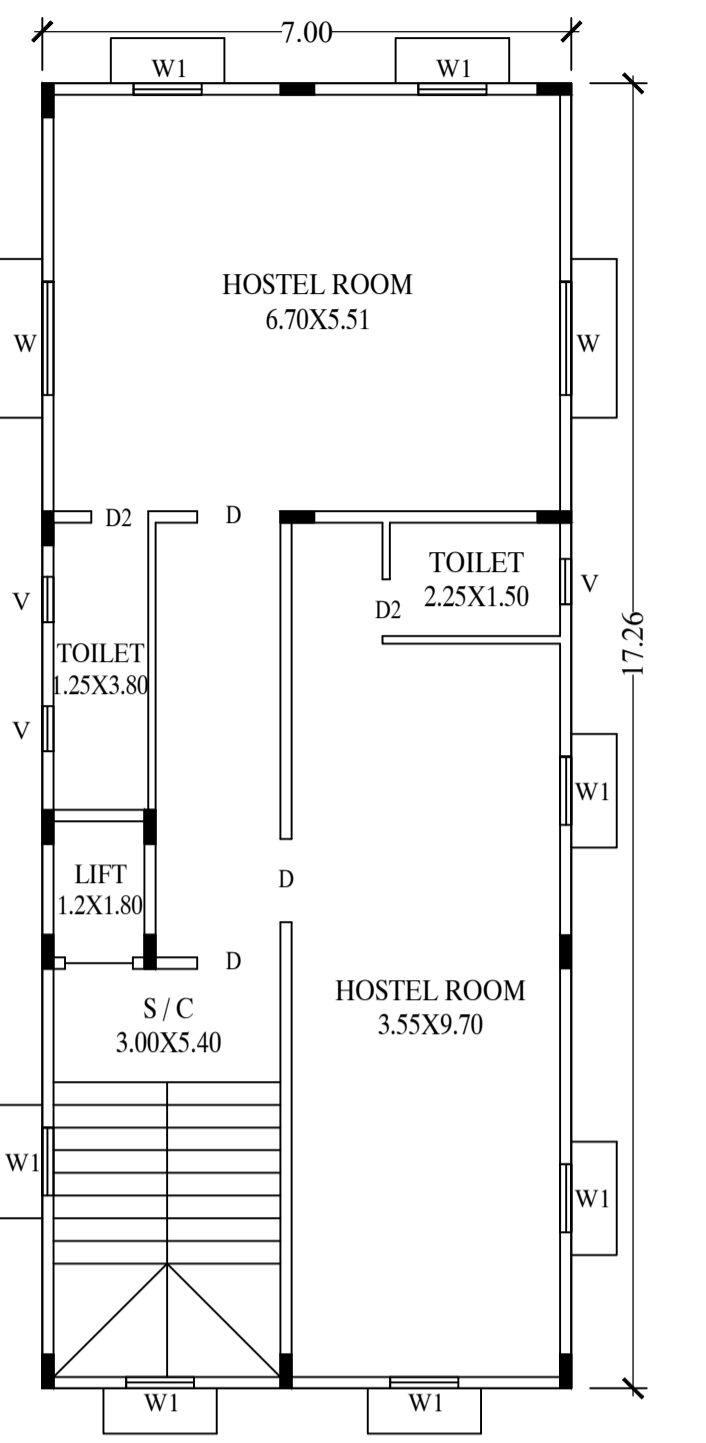 7.00
W1
W1
HOSTEL ROOM
6.70X5.51
W
W
D2
D
TOILET
2.25X1.50
V
V
D2
17.26
TOILET
1.25X3.80
V
W1
LIFT
1.2X1.80
D
D
HOSTEL ROOM
3.55X9.70
S / C
3.00X5.40
W1
W1
W1
W1